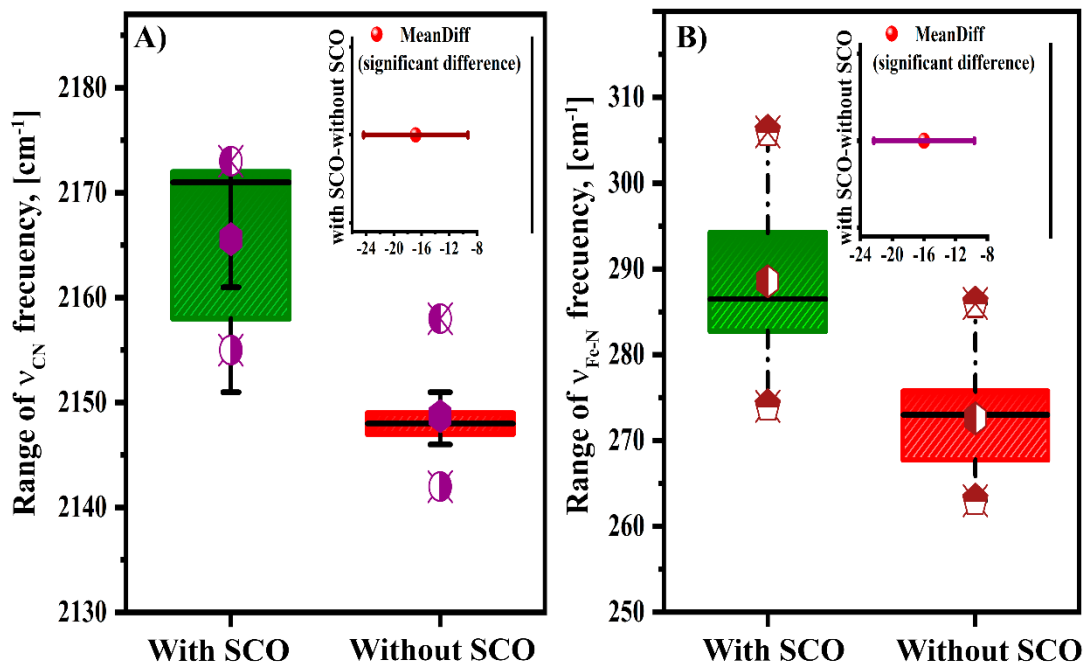 A)
Range of νCN frecuency, [cm⁻¹]
2180
2170
2160
2150
2140
2130
With SCO
Without SCO
MeanDiff
(significant difference)
with SCO-without SCO
-24 -20 -16 -12 -8
B)
Range of νFe-N frecuency, [cm⁻¹]
310
300
290
280
270
260
250
With SCO
Without SCO
MeanDiff
(significant difference)
with SCO-without SCO
-24 -20 -16 -12 -8